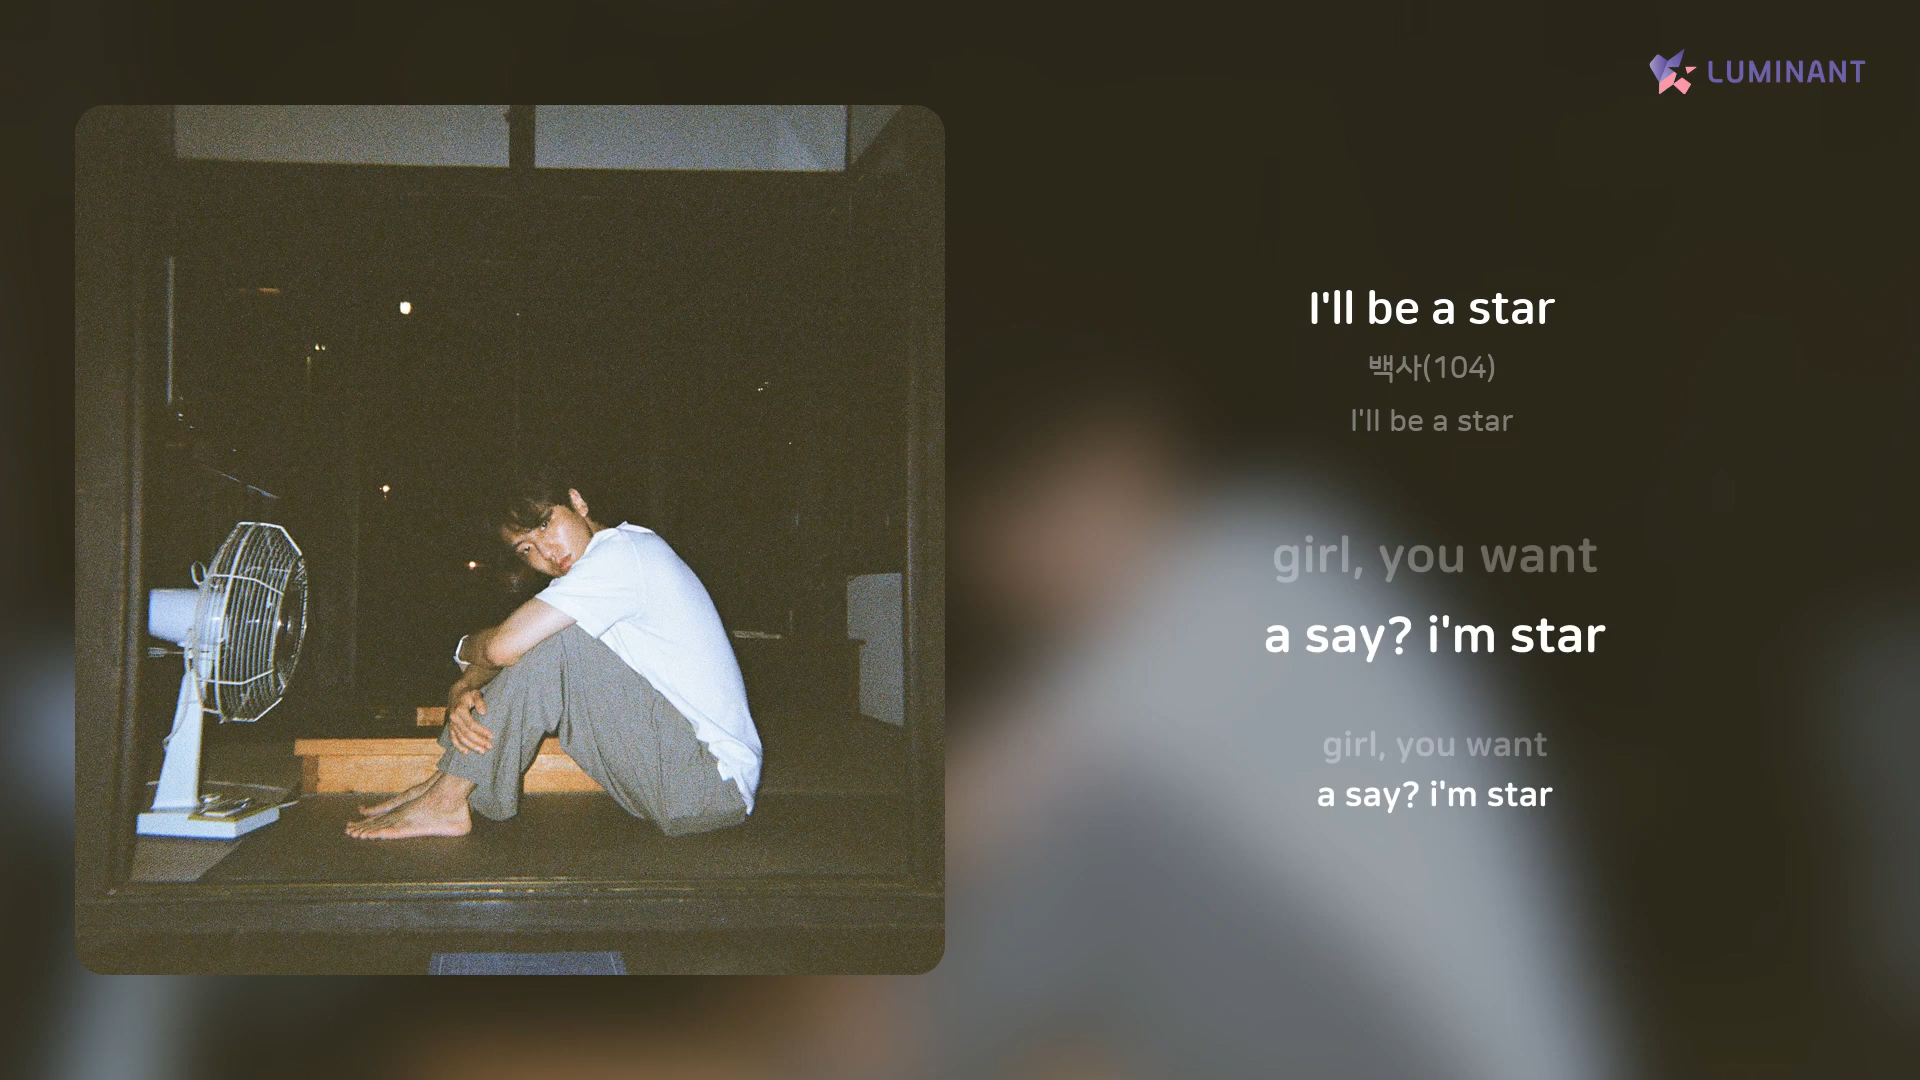 LUMINANT
I'll be a star
백사(104)
I'll be a star
girl, you want
a say? i'm star
girl, you want
a say? i'm star